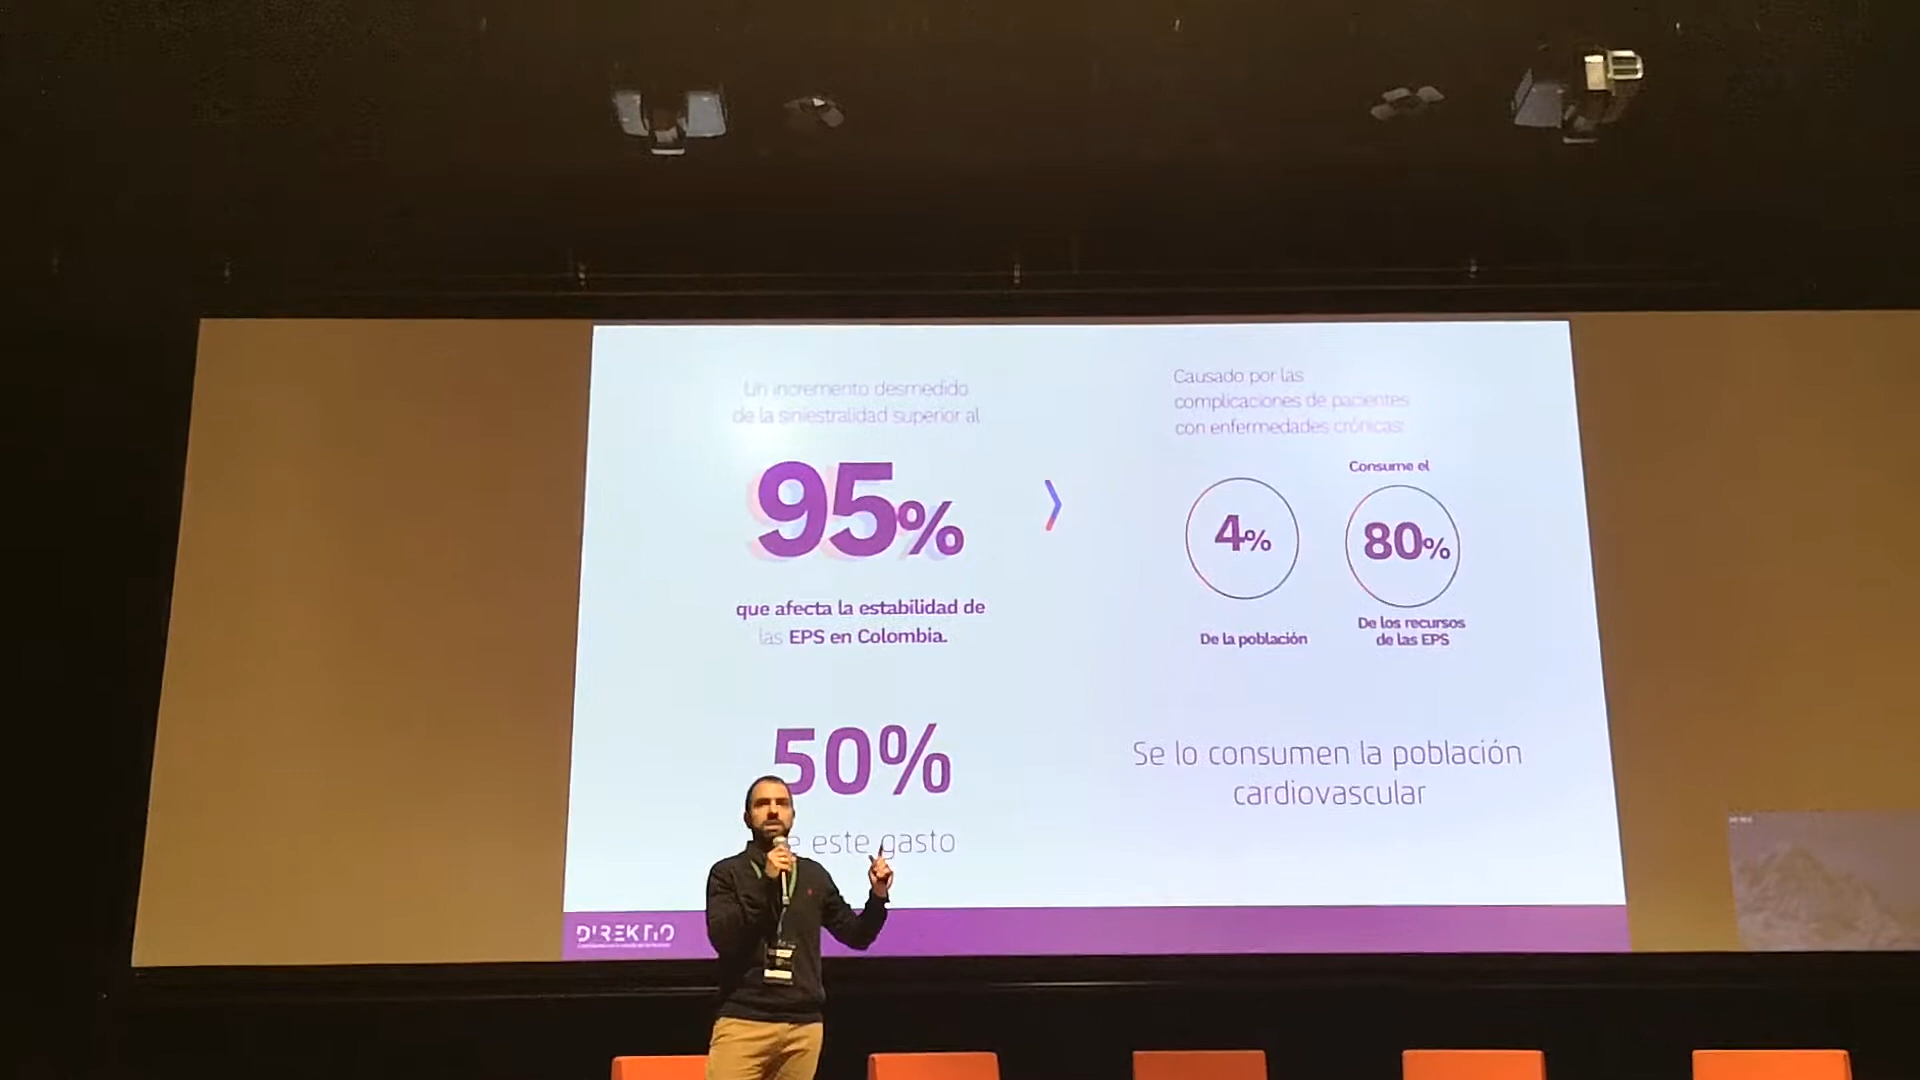 Un incremento desmedido
de la siniestralidad superior al
95%
que afecta la estabilidad de
las EPS en Colombia.
50%
este gasto
Causado por las
complicaciones de pacientes
con enfermedades crónicas:
Consume el
4%
80%
De la población
De los recursos
de las EPS
Se lo consumen la población
cardiovascular
DIREKTIO